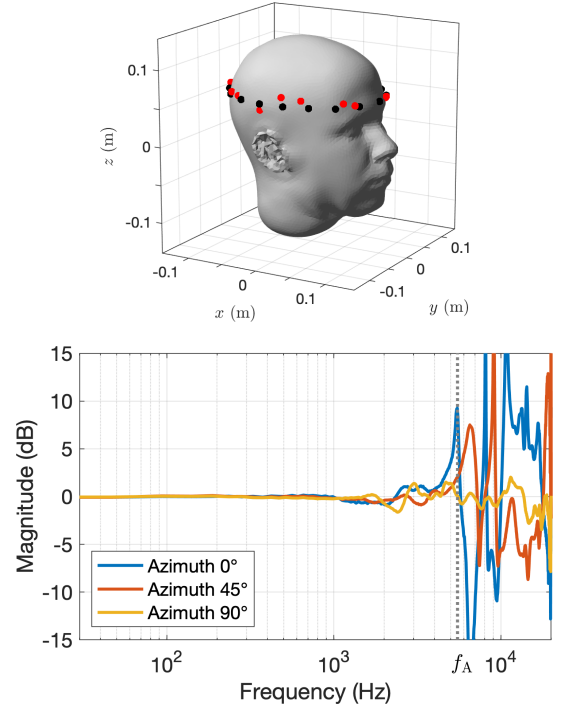 0.1
0
-0.1
z (m)
-0.1
0
0.1
x (m)
-0.1
0
0.1
y (m)
15
10
5
0
-5
-10
-15
Magnitude (dB)
Azimuth 0°
Azimuth 45°
Azimuth 90°
10²
10³
f_A
10⁴
Frequency (Hz)